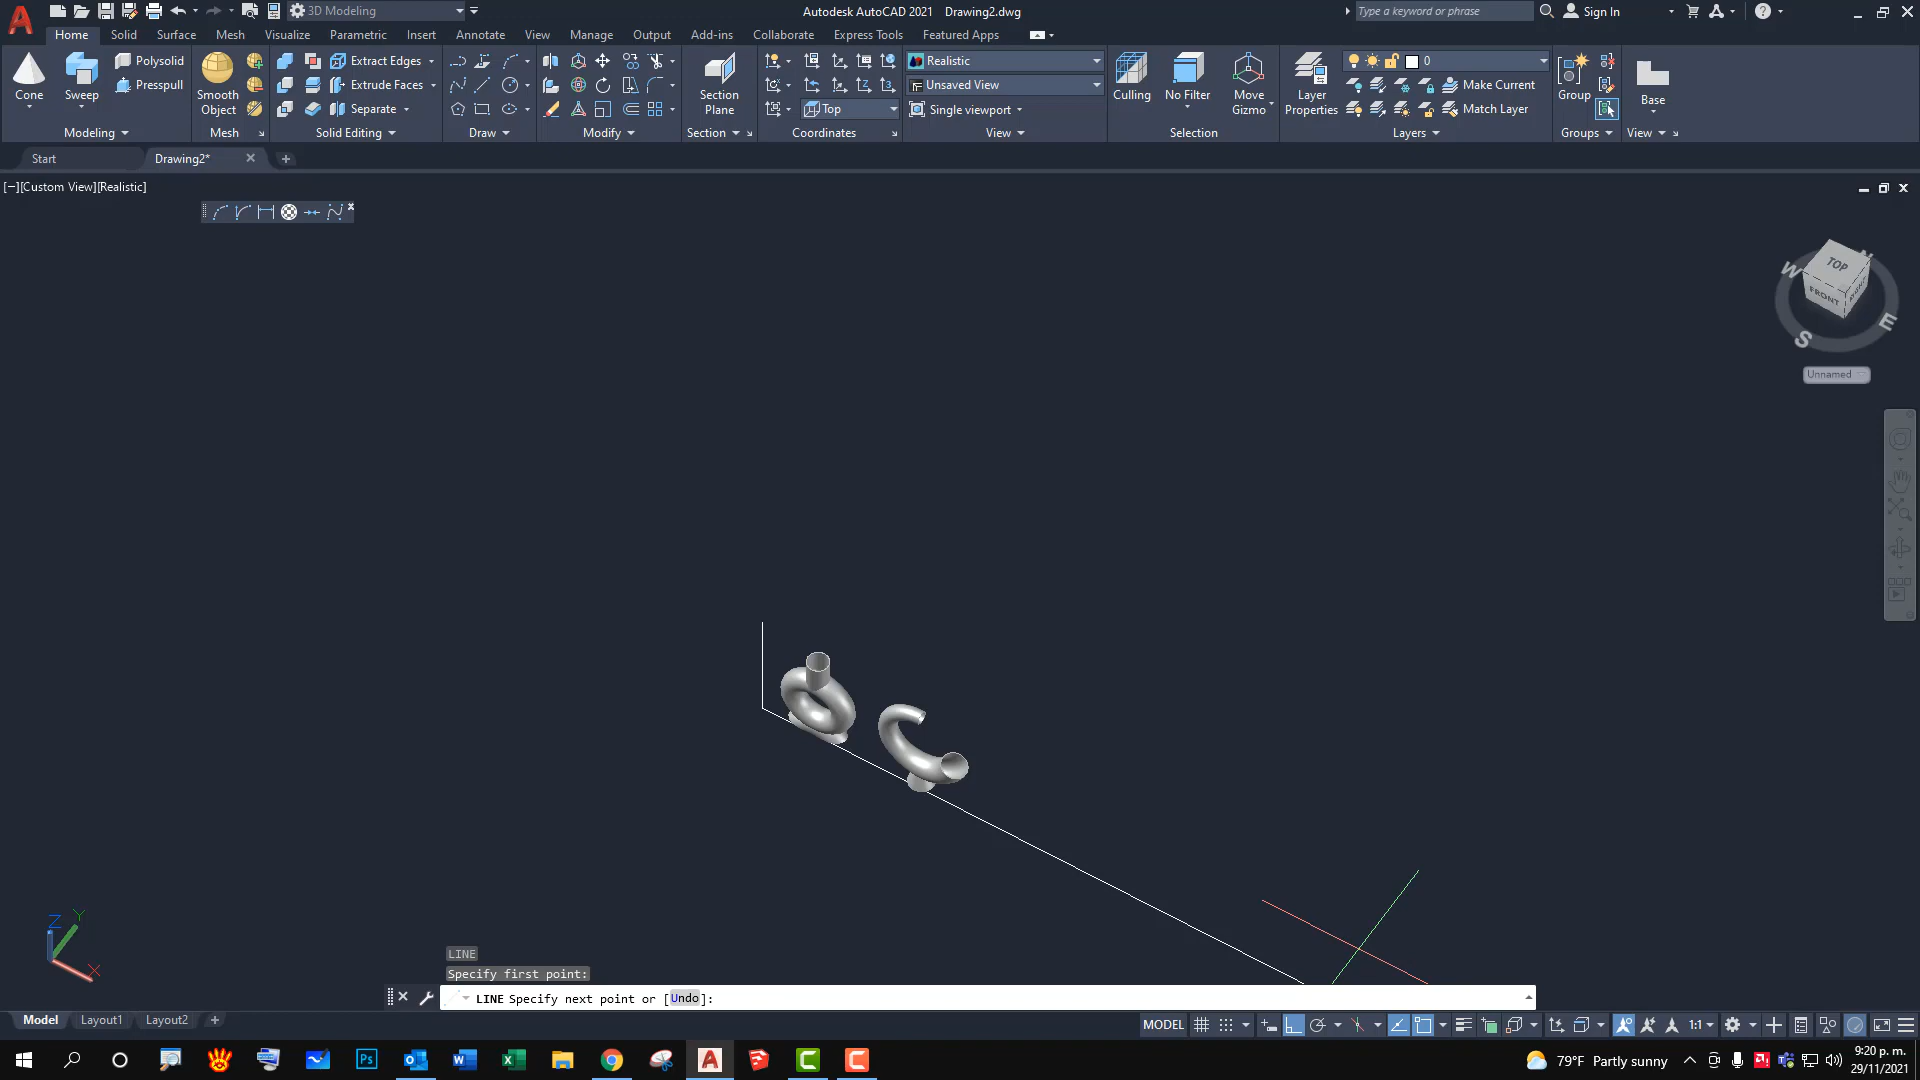 3D Modeling
Autodesk AutoCAD 2021 Drawing2.dwg
Type a keyword or phrase
Sign In
Home Solid Surface Mesh Visualize Parametric Insert Annotate View Manage Output Add-ins Collaborate Express Tools Featured Apps
Cone
Sweep
Polysolid
Presspull
Modeling
Smooth
Object
Mesh
Extract Edges
Extrude Faces
Separate
Solid Editing
Draw
Modify
Section
Plane
Section
Top
Coordinates
Realistic
Unsaved View
Single viewport
View
Culling
No Filter
Move
Gizmo
Selection
Layer
Properties
0
Make Current
Match Layer
Layers
Group
Groups
Base
View
Start
Drawing2*
[−][Custom View][Realistic]
TOP
FRONT
RIGHT
N
W
S
E
Unnamed
Z
Y
X
LINE
Specify first point:
LINE Specify next point or [Undo]:
Model Layout1 Layout2
MODEL
1:1
79°F Partly sunny
9:20 p. m.
29/11/2021